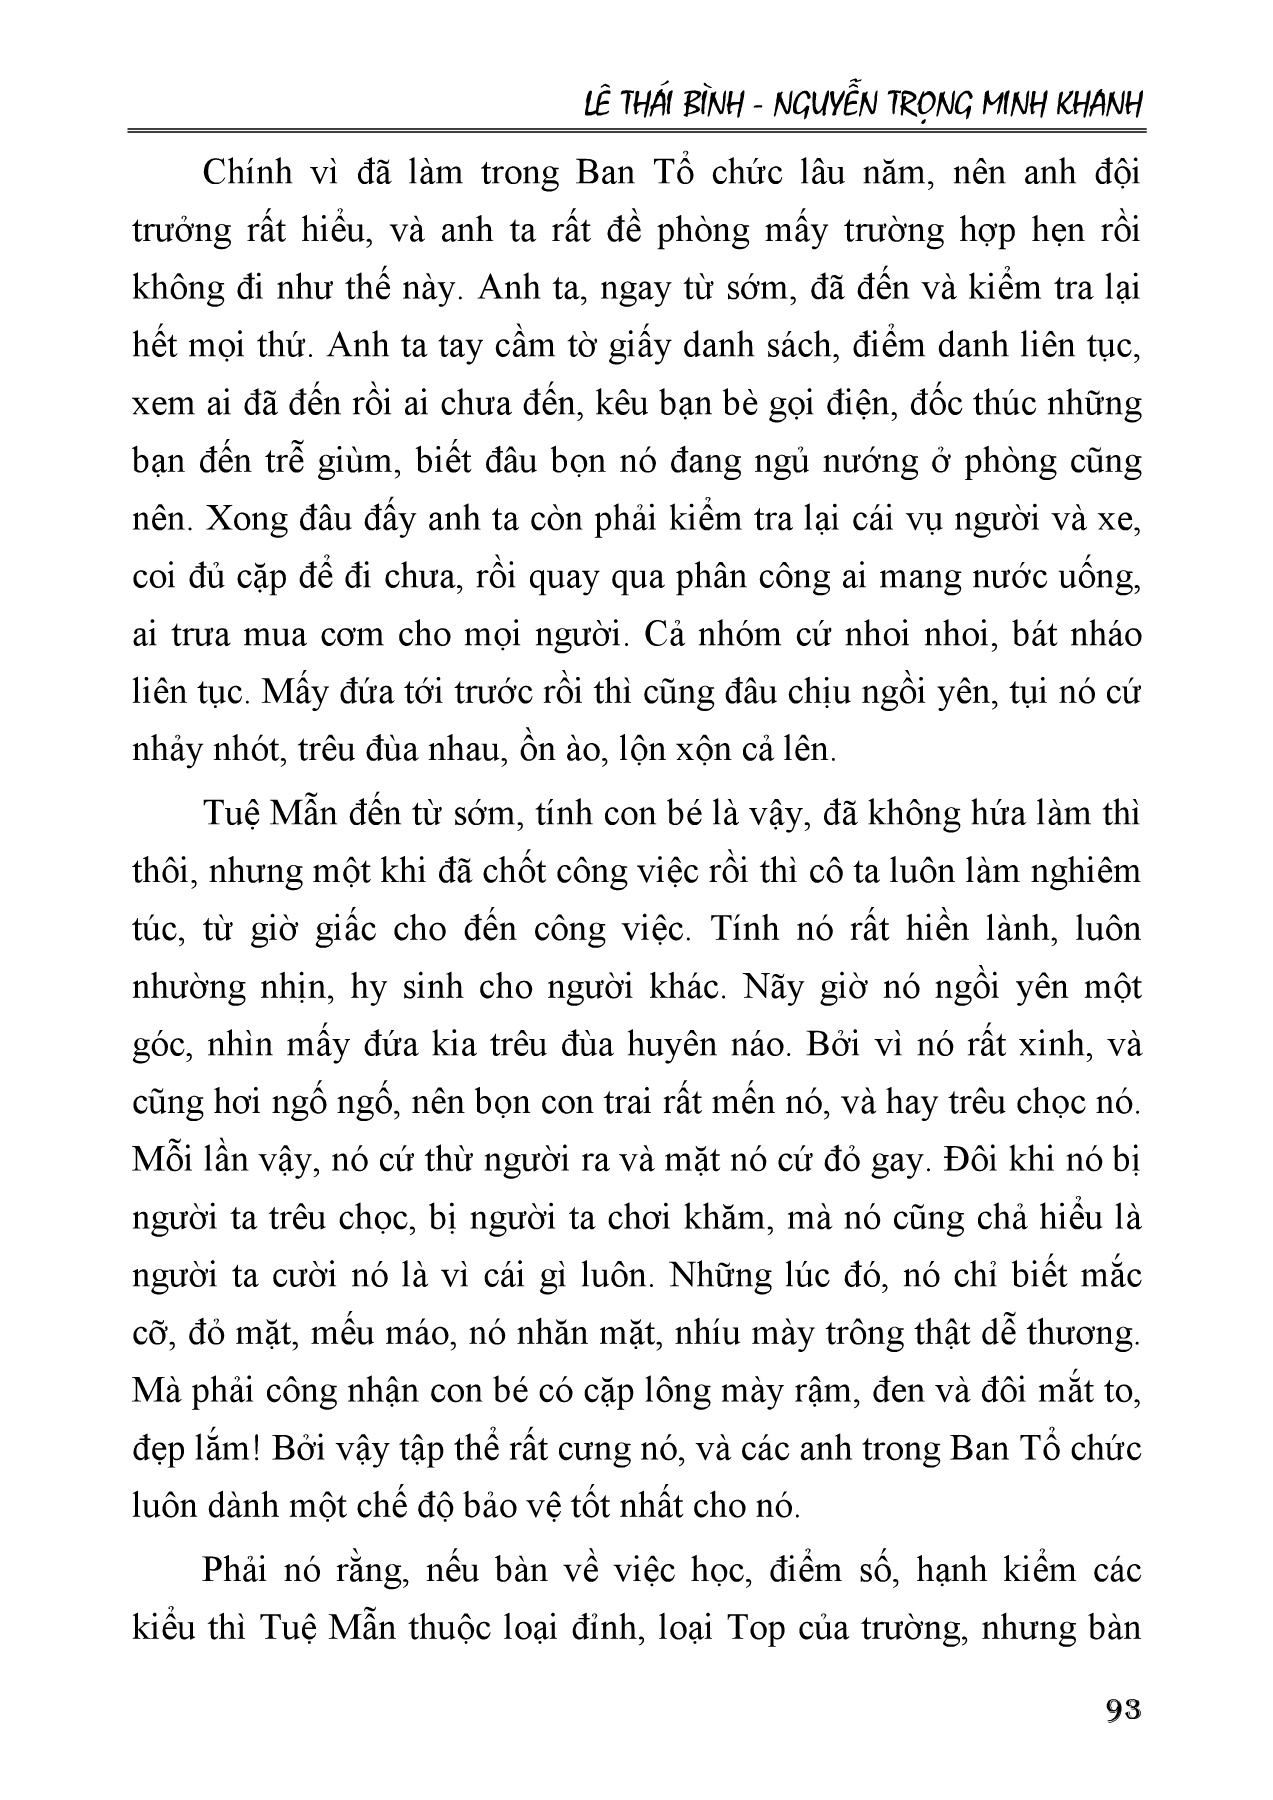 LÊ THÁI BÌNH - NGUYỄN TRỌNG MINH KHANH
Chính vì đã làm trong Ban Tổ chức lâu năm, nên anh đội
trưởng rất hiểu, và anh ta rất đề phòng mấy trường hợp hẹn rồi
không đi như thế này. Anh ta, ngay từ sớm, đã đến và kiểm tra lại
hết mọi thứ. Anh ta tay cầm tờ giấy danh sách, điểm danh liên tục,
xem ai đã đến rồi ai chưa đến, kêu bạn bè gọi điện, đốc thúc những
bạn đến trễ giùm, biết đâu bọn nó đang ngủ nướng ở phòng cũng
nên. Xong đâu đấy anh ta còn phải kiểm tra lại cái vụ người và xe,
coi đủ cặp để đi chưa, rồi quay qua phân công ai mang nước uống,
ai trưa mua cơm cho mọi người. Cả nhóm cứ nhoi nhoi, bát nháo
liên tục. Mấy đứa tới trước rồi thì cũng đâu chịu ngồi yên, tụi nó cứ
nhảy nhót, trêu đùa nhau, ồn ào, lộn xộn cả lên.
Tuệ Mẫn đến từ sớm, tính con bé là vậy, đã không hứa làm thì
thôi, nhưng một khi đã chốt công việc rồi thì cô ta luôn làm nghiêm
túc, từ giờ giấc cho đến công việc. Tính nó rất hiền lành, luôn
nhường nhịn, hy sinh cho người khác. Nãy giờ nó ngồi yên một
góc, nhìn mấy đứa kia trêu đùa huyên náo. Bởi vì nó rất xinh, và
cũng hơi ngố ngố, nên bọn con trai rất mến nó, và hay trêu chọc nó.
Mỗi lần vậy, nó cứ thừ người ra và mặt nó cứ đỏ gay. Đôi khi nó bị
người ta trêu chọc, bị người ta chơi khăm, mà nó cũng chả hiểu là
người ta cười nó là vì cái gì luôn. Những lúc đó, nó chỉ biết mắc
cỡ, đỏ mặt, mếu máo, nó nhăn mặt, nhíu mày trông thật dễ thương.
Mà phải công nhận con bé có cặp lông mày rậm, đen và đôi mắt to,
đẹp lắm! Bởi vậy tập thể rất cưng nó, và các anh trong Ban Tổ chức
luôn dành một chế độ bảo vệ tốt nhất cho nó.
Phải nó rằng, nếu bàn về việc học, điểm số, hạnh kiểm các
kiểu thì Tuệ Mẫn thuộc loại đỉnh, loại Top của trường, nhưng bàn
93